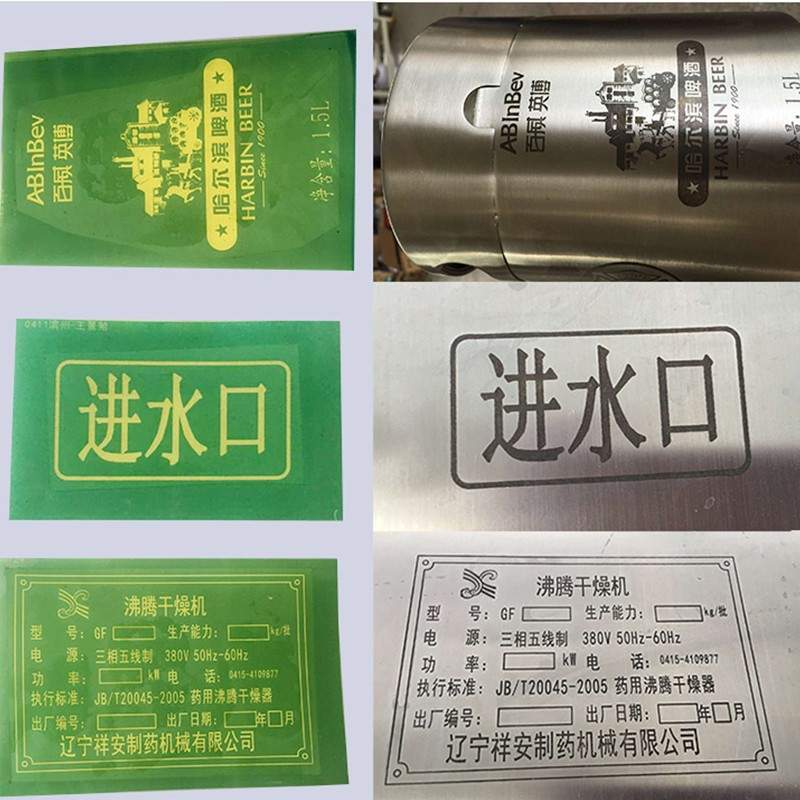 ABInBev
百威 英博
哈尔滨啤酒
HARBIN BEER
Since 1900
净含量: 1.5L
ABInBev
百威 英博
哈尔滨啤酒
HARBIN BEER
Since 1900
净含量: 1.5L
进水口
进水口
沸腾干燥机
型 号: GF 生产能力: kg/批
电 源: 三相五线制 380V 50Hz-60Hz
功 率: kW 电 话: 0415-4109877
执行标准: JB/T20045-2005 药用沸腾干燥器
出厂编号: 出厂日期: 年 月
辽宁祥安制药机械有限公司
沸腾干燥机
型 号: GF 生产能力: kg/批
电 源: 三相五线制 380V 50Hz-60Hz
功 率: kW 电 话: 0415-4109877
执行标准: JB/T20045-2005 药用沸腾干燥器
出厂编号: 出厂日期: 年 月
辽宁祥安制药机械有限公司